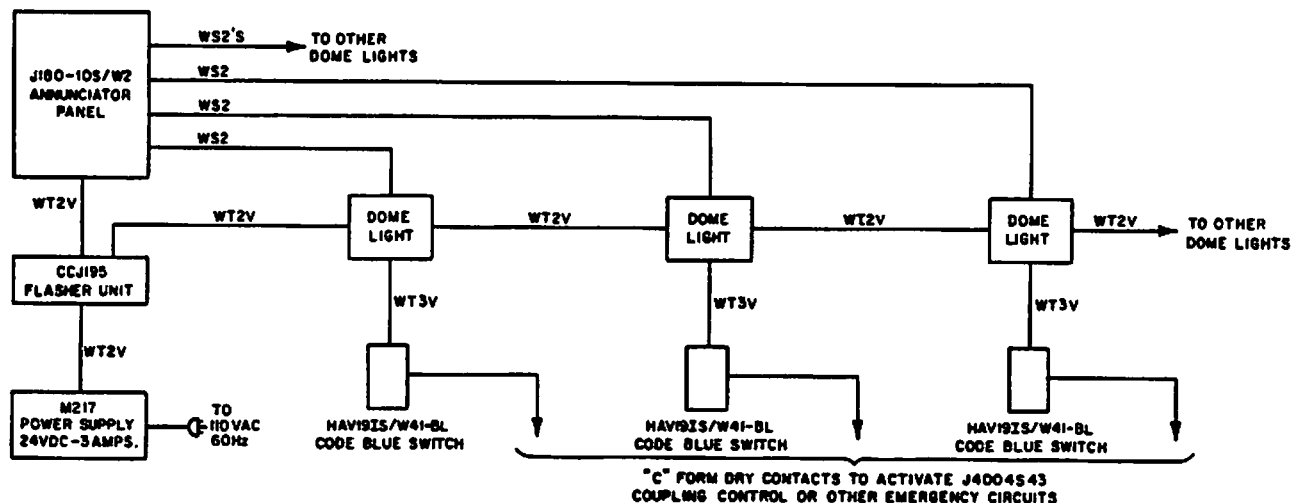 J180-10S/W2
ANNUNCIATOR
PANEL
WS2'S
TO OTHER
DOME LIGHTS
WS2
WS2
WS2
WT2V
WT2V
DOME
LIGHT
WT2V
DOME
LIGHT
WT2V
DOME
LIGHT
WT2V
TO OTHER
DOME LIGHTS
CCJ195
FLASHER UNIT
WT3V
WT3V
WT3V
WT2V
M217
POWER SUPPLY
24VDC-3AMPS.
TO
110VAC
60Hz
HAV19IS/W41-BL
CODE BLUE SWITCH
HAV19IS/W41-BL
CODE BLUE SWITCH
HAV19IS/W41-BL
CODE BLUE SWITCH
"C" FORM DRY CONTACTS TO ACTIVATE J4004S43
COUPLING CONTROL OR OTHER EMERGENCY CIRCUITS